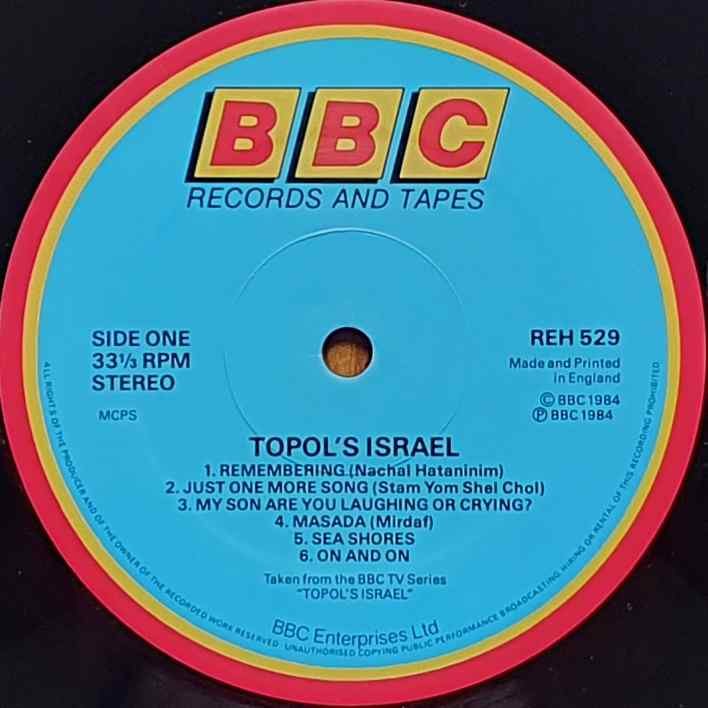 BBC
RECORDS AND TAPES
SIDE ONE
33⅓ RPM
STEREO
MCPS
REH 529
Made and Printed
in England
© BBC 1984
℗ BBC 1984
TOPOL'S ISRAEL
1. REMEMBERING (Nachal Hataninim)
2. JUST ONE MORE SONG (Stam Yom Shel Chol)
3. MY SON ARE YOU LAUGHING OR CRYING?
4. MASADA (Mirdaf)
5. SEA SHORES
6. ON AND ON
Taken from the BBC TV Series
"TOPOL'S ISRAEL"
BBC Enterprises Ltd
ALL RIGHTS OF THE PRODUCER AND OF THE OWNER OF THE RECORDED WORK RESERVED · UNAUTHORISED COPYING PUBLIC PERFORMANCE BROADCASTING HIRING OR RENTAL OF THIS RECORDING PROHIBITED